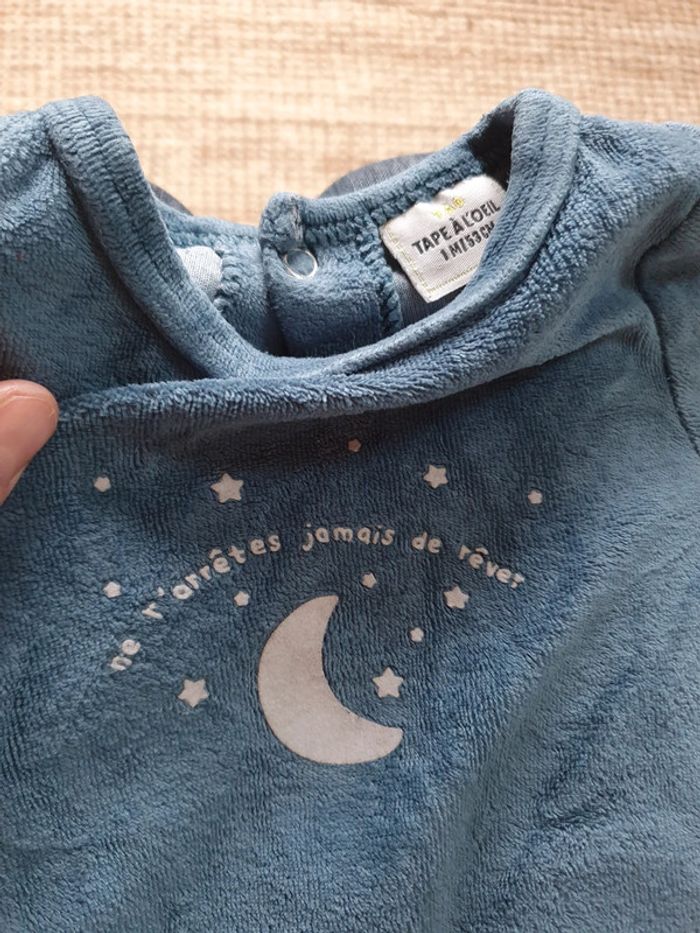 T.A.O.
TAPE A L'OEIL
1 M / 53 CM
ne r'arrêtes jamais de rêver